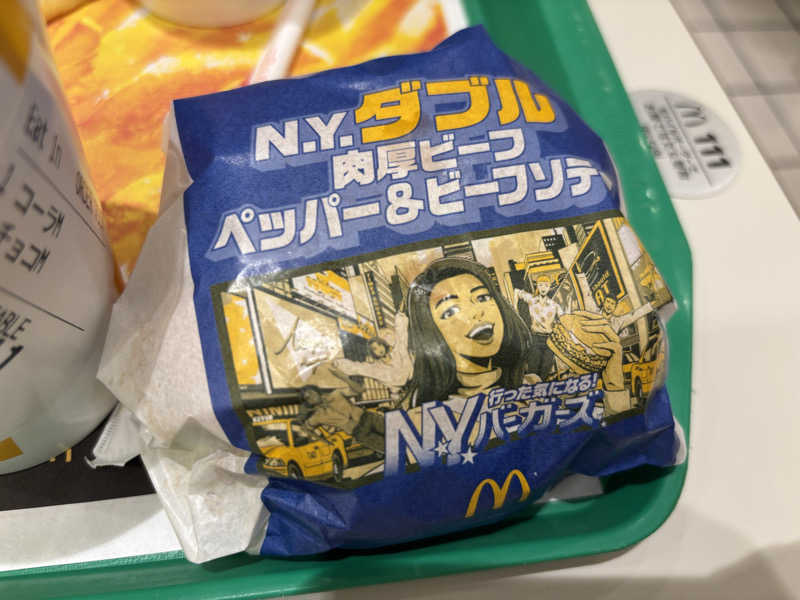 N.Y.ダブル
肉厚ビーフ
ペッパー&ビーフソテ
行った気になる!
N.Y.バーガーズ
Eat in
コーラM
チョコM
111